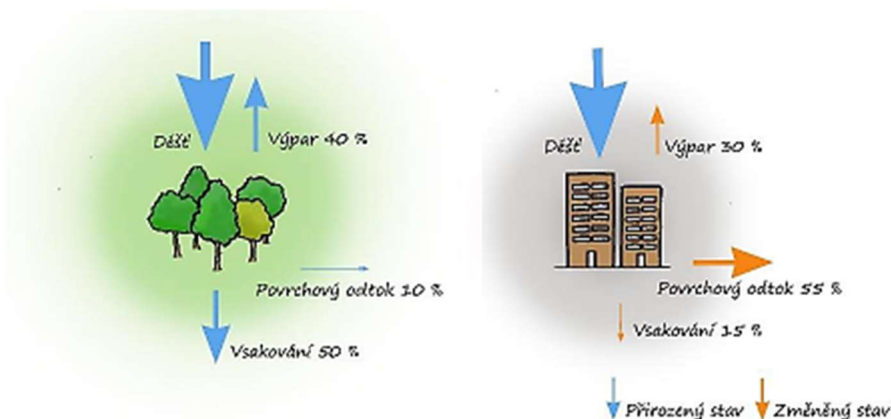 Déšť
Výpar 40 %
Povrchový odtok 10 %
Vsakování 50 %
Déšť
Výpar 30 %
Povrchový odtok 55 %
Vsakování 15 %
Přirozený stav
Změněný stav